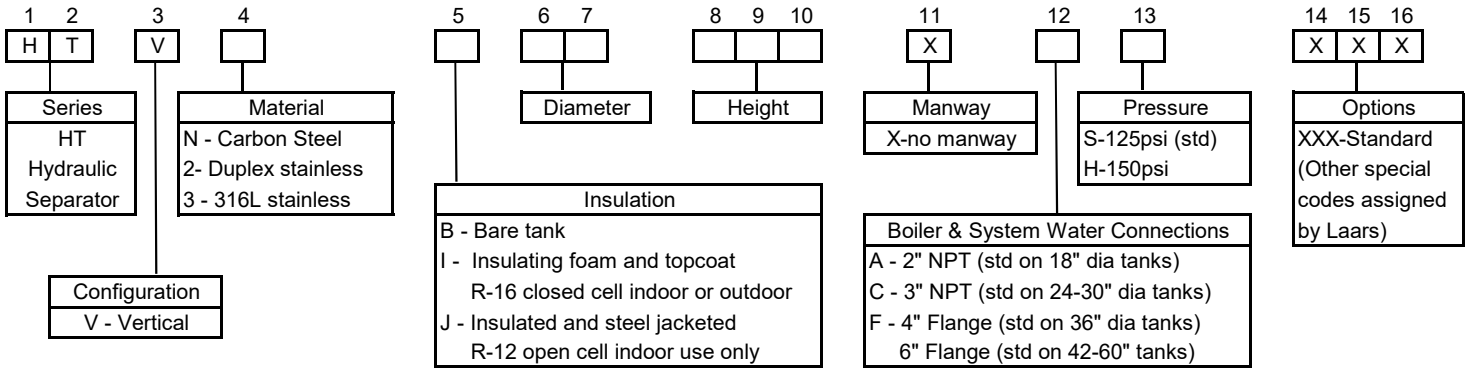 1 2 3 4 5 6 7 8 9 10 11 12 13 14 15 16
H T V X X X X
Series
HT
Hydraulic
Separator
Material
N - Carbon Steel
2- Duplex stainless
3 - 316L stainless
Configuration
V - Vertical
Insulation
B - Bare tank
I - Insulating foam and topcoat
R-16 closed cell indoor or outdoor
J - Insulated and steel jacketed
R-12 open cell indoor use only
Diameter
Height
Manway
X-no manway
Boiler & System Water Connections
A - 2" NPT (std on 18" dia tanks)
C - 3" NPT (std on 24-30" dia tanks)
F - 4" Flange (std on 36" dia tanks)
6" Flange (std on 42-60" tanks)
Pressure
S-125psi (std)
H-150psi
Options
XXX-Standard
(Other special
codes assigned
by Laars)